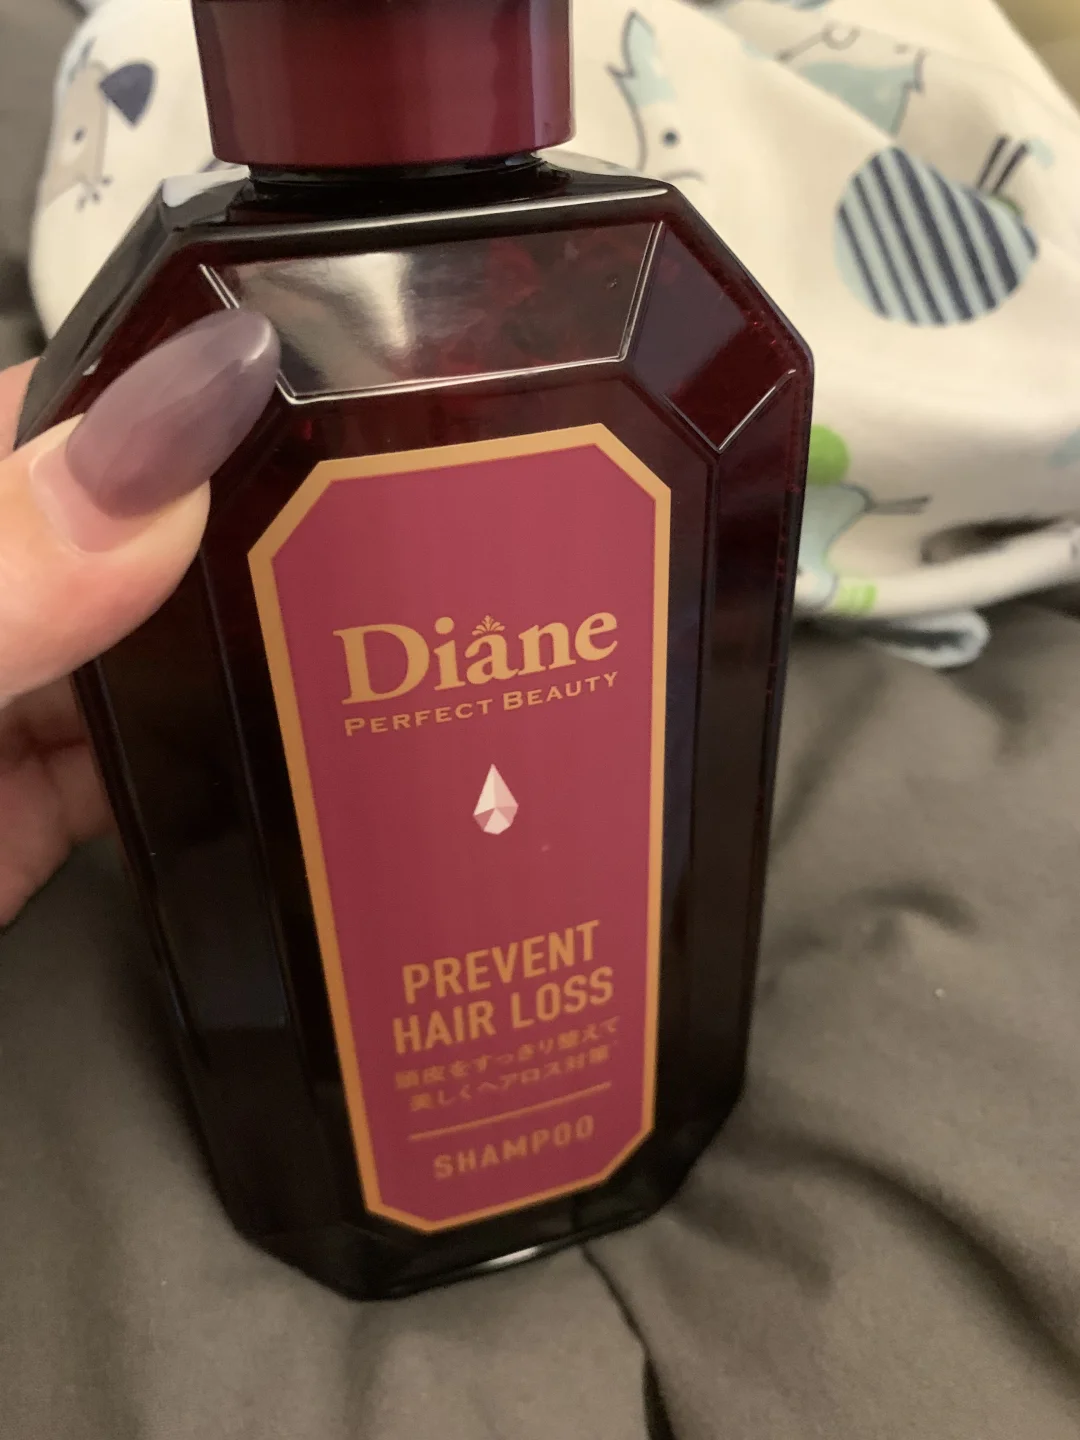 Diane
PERFECT BEAUTY
PREVENT
HAIR LOSS
頭皮をすっきり整えて
美しくヘアロス対策*
SHAMPOO